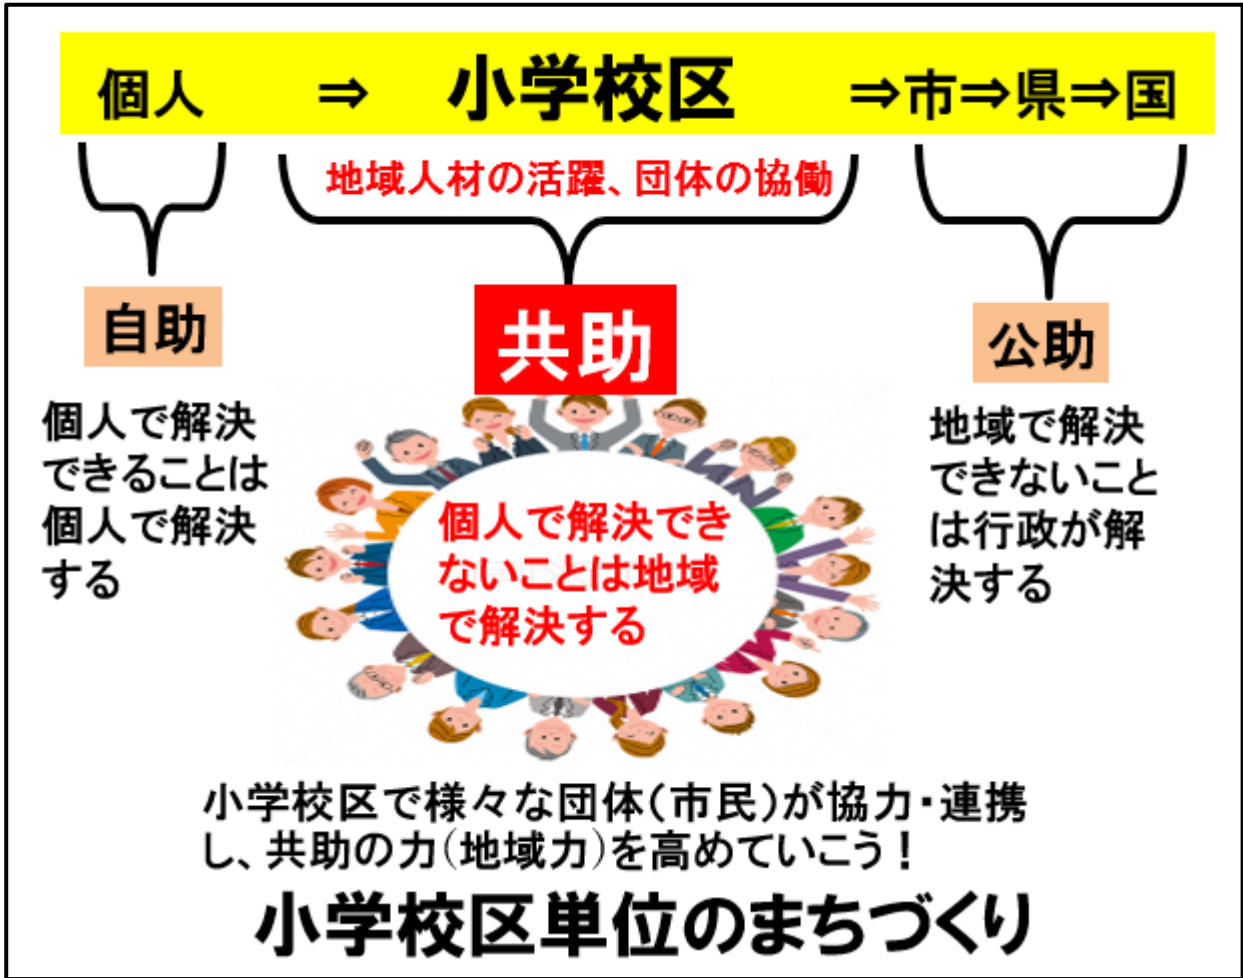 個人 ⇒ 小学校区 ⇒市⇒県⇒国
地域人材の活躍、団体の協働
自助
個人で解決
できることは
個人で解決
する
共助
個人で解決でき
ないことは地域
で解決する
公助
地域で解決
できないこと
は行政が解
決する
小学校区で様々な団体(市民)が協力・連携
し、共助の力(地域力)を高めていこう!
小学校区単位のまちづくり